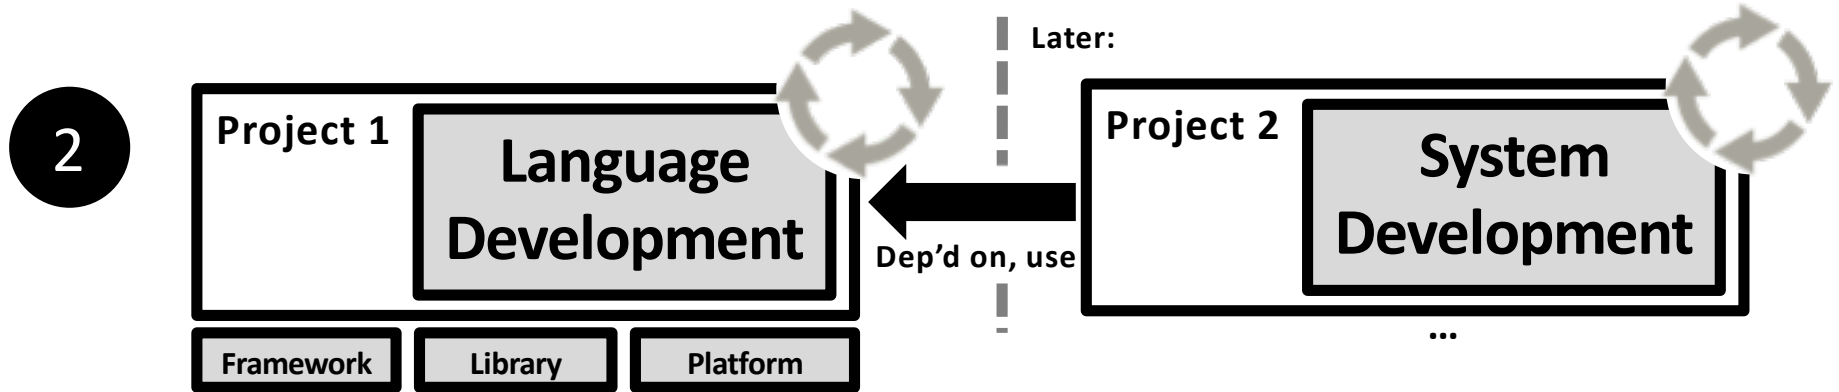 2
Project 1
Language
Development
Framework
Library
Platform
Later:
Dep’d on, use
Project 2
System
Development
...